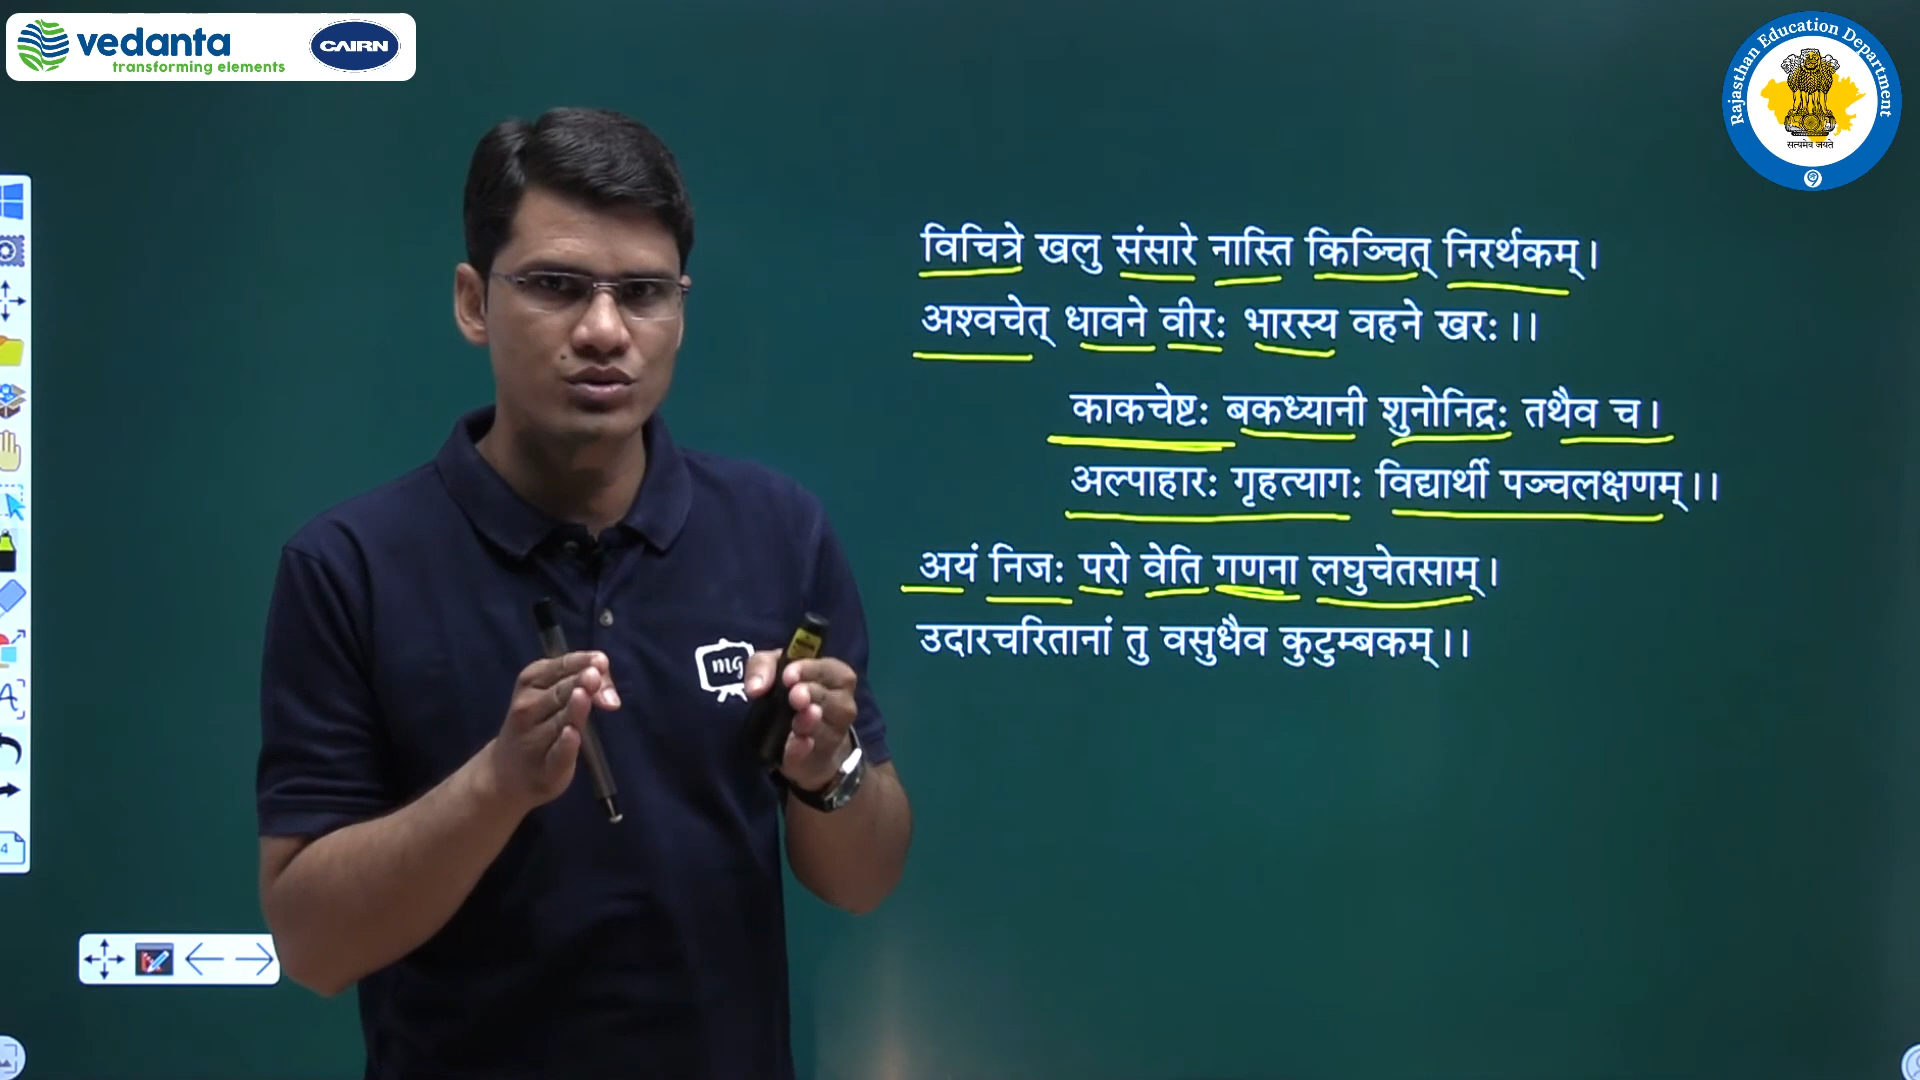 vedanta
transforming elements
CAIRN
Rajasthan Education Department
सत्यमेव जयते
विचित्रे खलु संसारे नास्ति किञ्चित् निरर्थकम्।
अश्वचेत् धावने वीरः भारस्य वहने खरः।।
काकचेष्टः बकध्यानी शुनोनिद्रः तथैव च।
अल्पाहारः गृहत्यागः विद्यार्थी पञ्चलक्षणम्।।
अयं निजः परो वेति गणना लघुचेतसाम्।
उदारचरितानां तु वसुधैव कुटुम्बकम्।।
mg
A
4